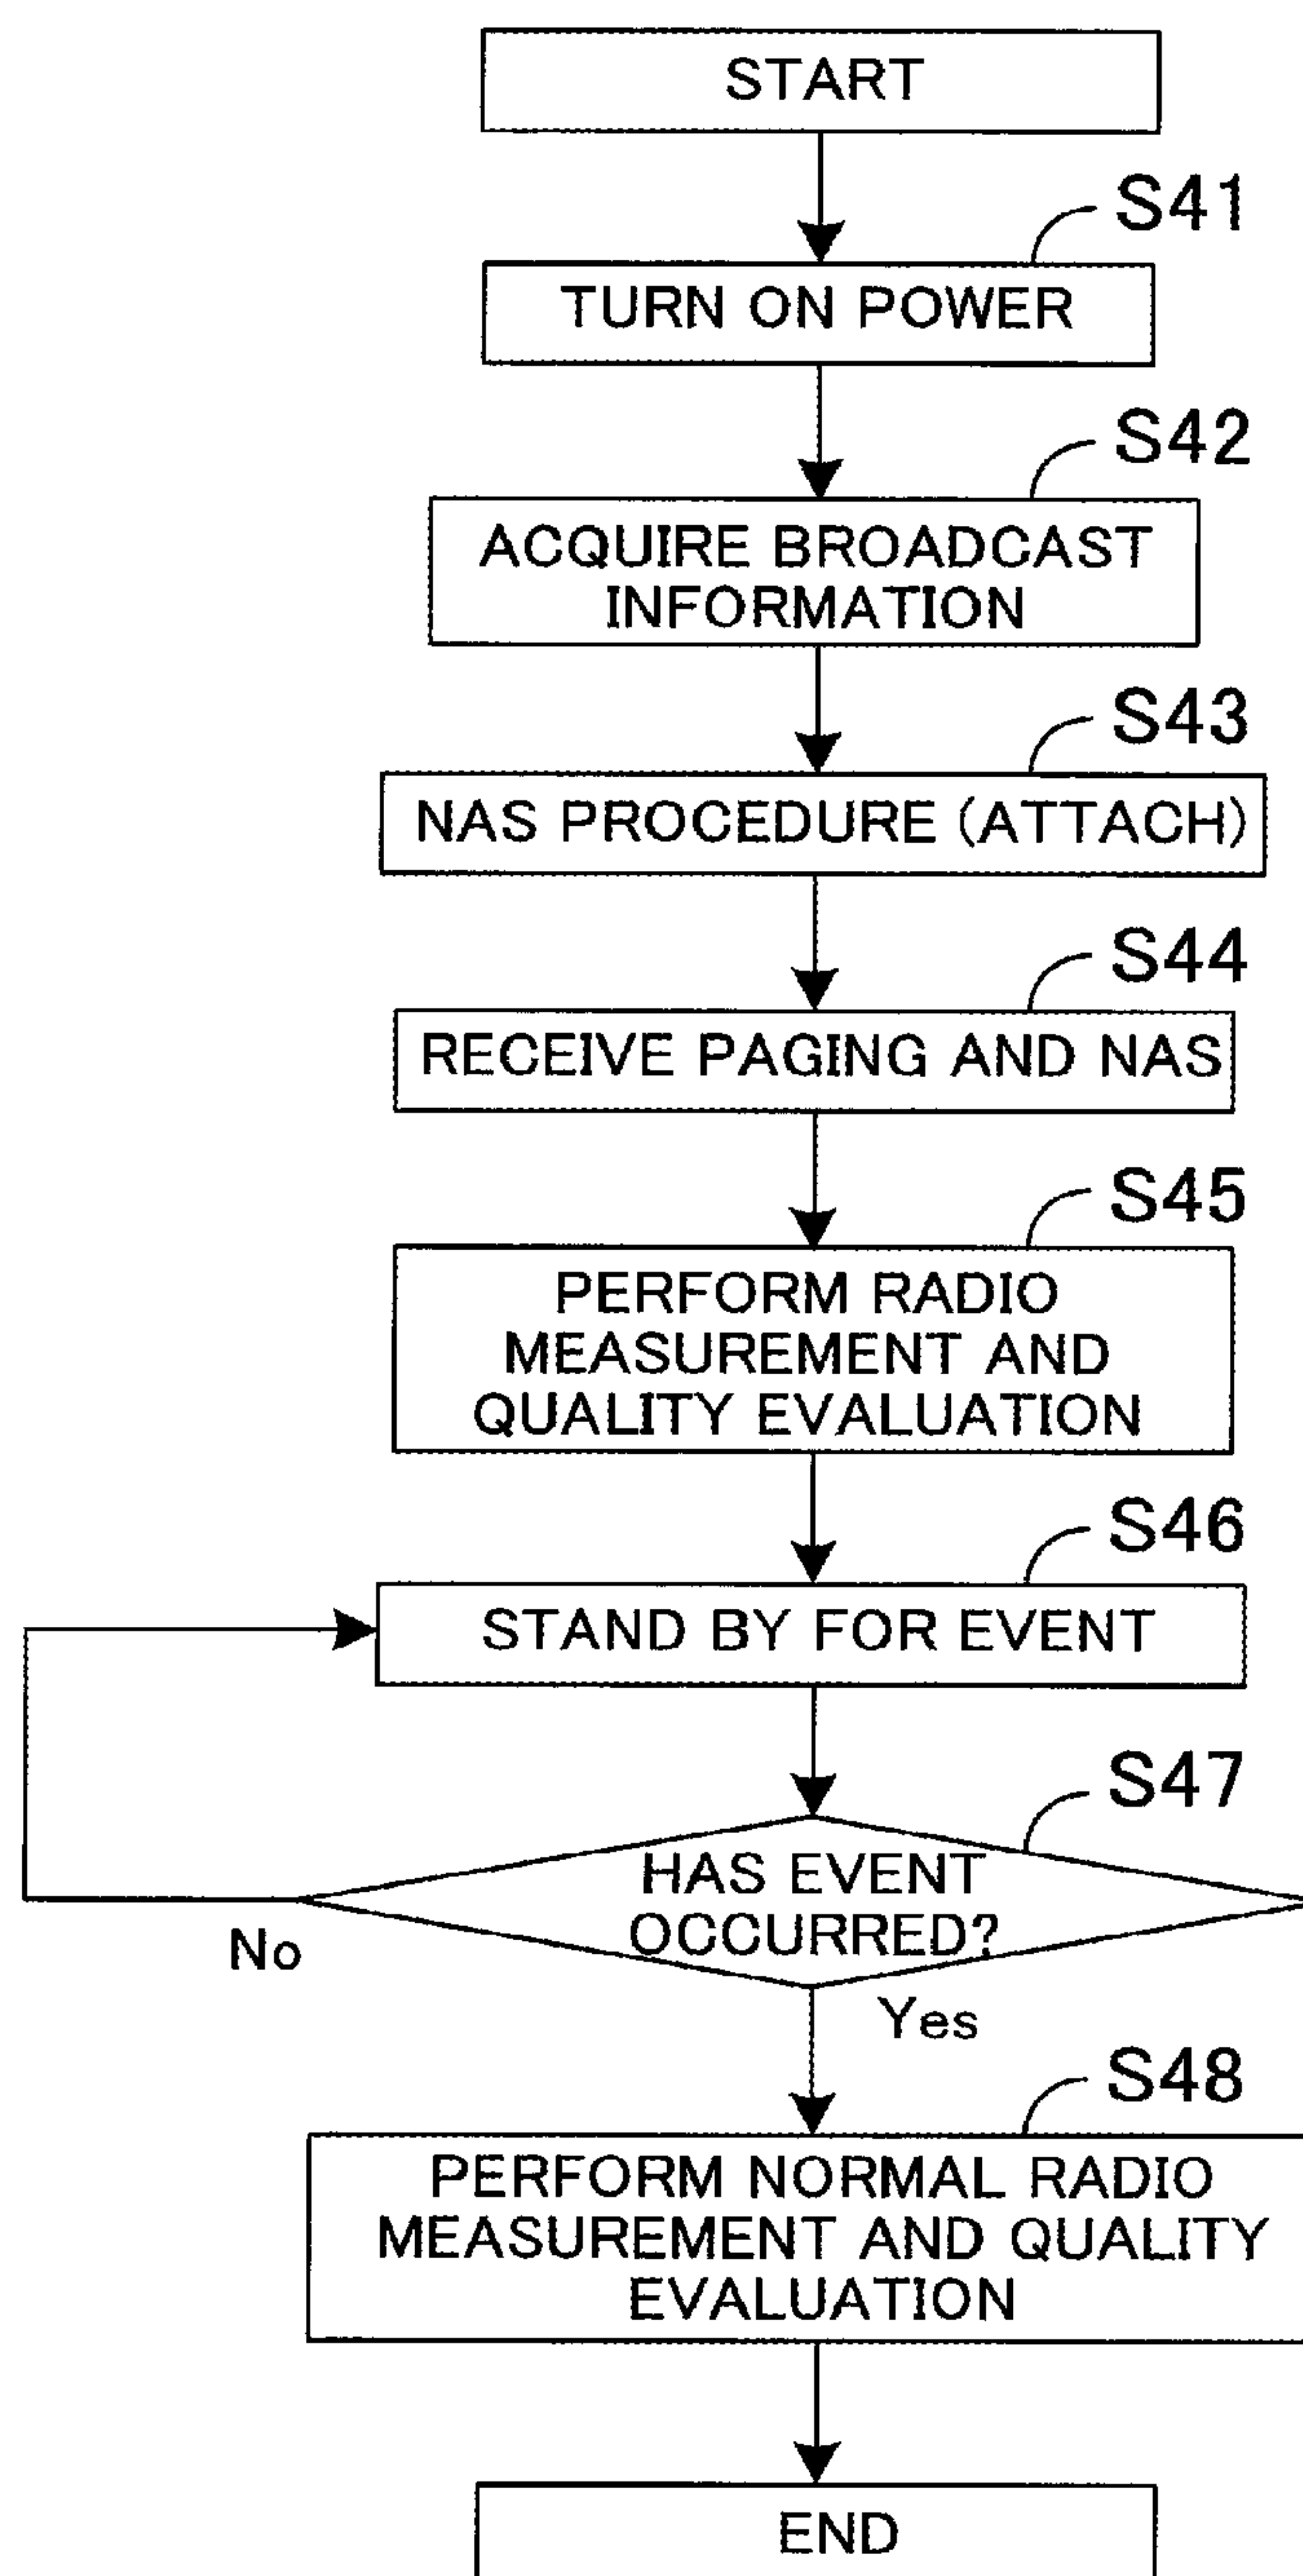 START
S41
TURN ON POWER
S42
ACQUIRE BROADCAST
INFORMATION
S43
NAS PROCEDURE (ATTACH)
S44
RECEIVE PAGING AND NAS
S45
PERFORM RADIO
MEASUREMENT AND
QUALITY EVALUATION
S46
STAND BY FOR EVENT
S47
HAS EVENT
OCCURRED?
No
Yes
S48
PERFORM NORMAL RADIO
MEASUREMENT AND QUALITY
EVALUATION
END